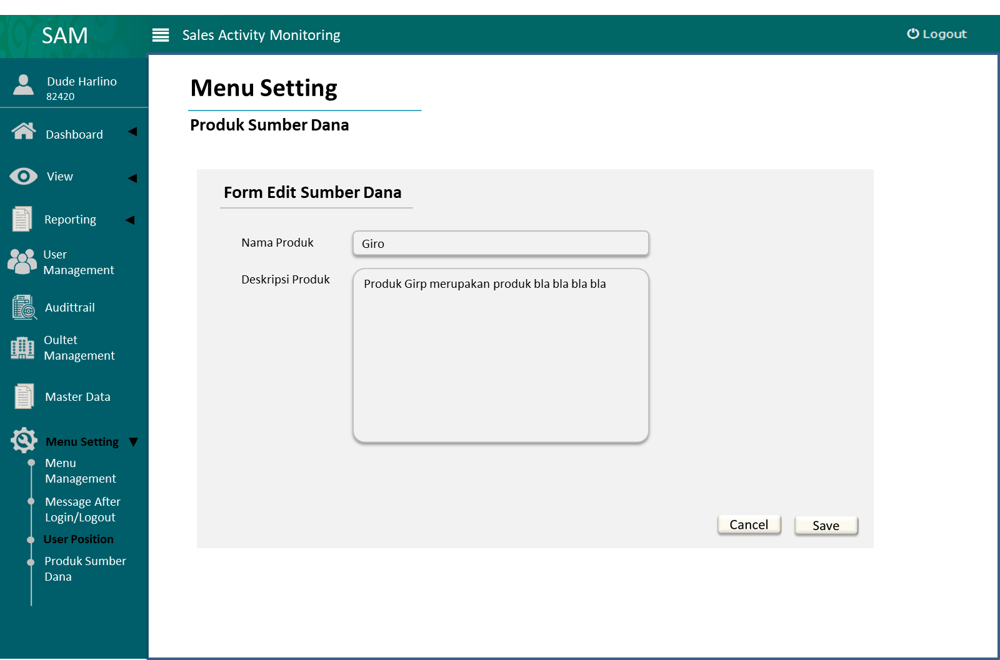 SAM
Sales Activity Monitoring
Logout
Dude Harlino
82420
Dashboard
View
Reporting
User
Management
Audittrail
Oultet
Management
Master Data
Menu Setting
Menu
Management
Message After
Login/Logout
User Position
Produk Sumber
Dana
Menu Setting
Produk Sumber Dana
Form Edit Sumber Dana
Nama Produk
Giro
Deskripsi Produk
Produk Girp merupakan produk bla bla bla bla
Cancel
Save